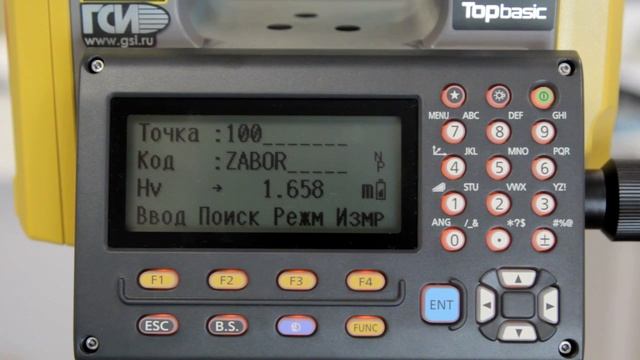 ГСИ
www.gsi.ru
Topbasic
Точка :100_______
Код :ZABOR______ N P
Hv → 1.658 m
Ввод Поиск Режм Измр
MENU ABC DEF GHI
7 8 9
JKL MNO PQR
4 5 6
STU VWX YZ!
1 2 3
ANG /_& *?$ #%@
0 • ±
F1 F2 F3 F4
ESC B.S. FUNC
ENT